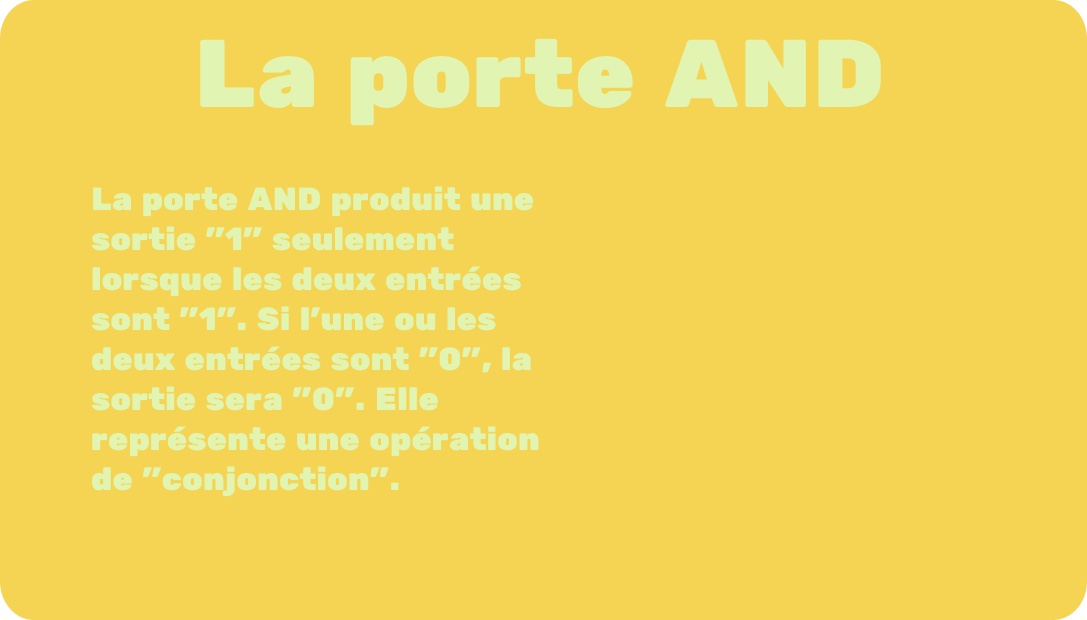 La porte AND
La porte AND produit une
sortie "1" seulement
lorsque les deux entrées
sont "1". Si l'une ou les
deux entrées sont "0", la
sortie sera "0". Elle
représente une opération
de "conjonction".